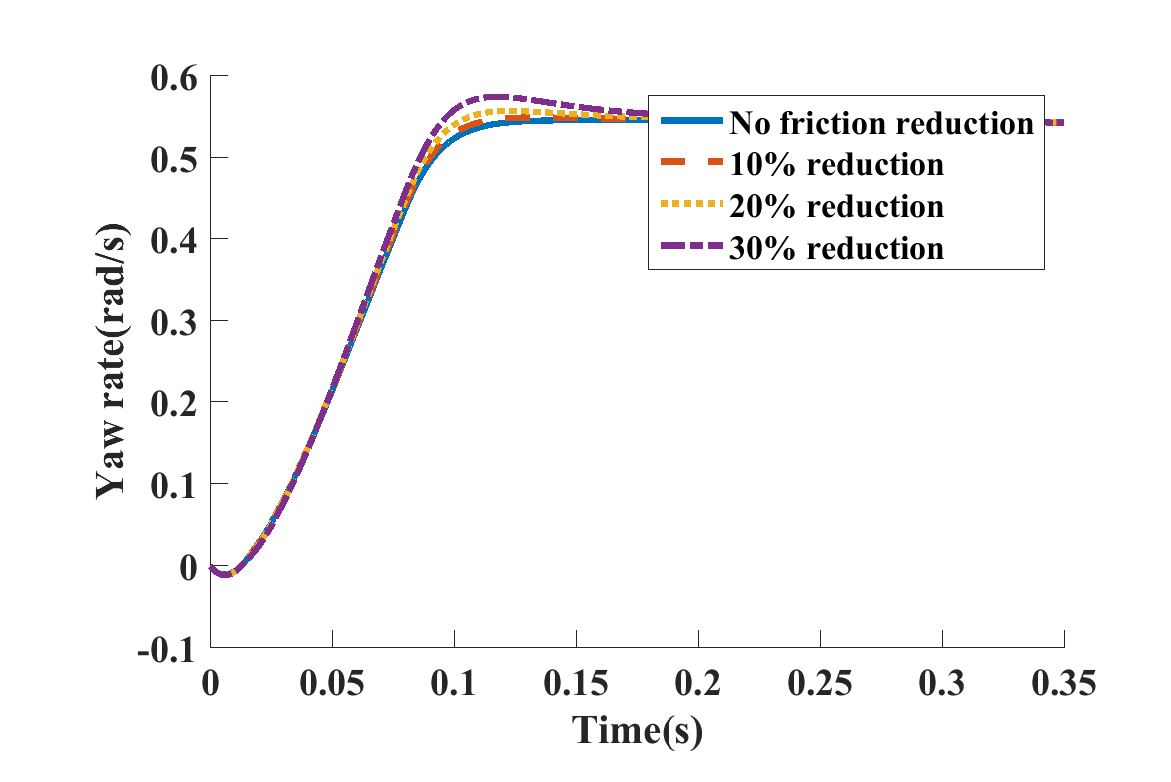 0.6
0.5
0.4
0.3
0.2
0.1
0
-0.1
Yaw rate(rad/s)
No friction reduction
10% reduction
20% reduction
30% reduction
0 0.05 0.1 0.15 0.2 0.25 0.3 0.35
Time(s)